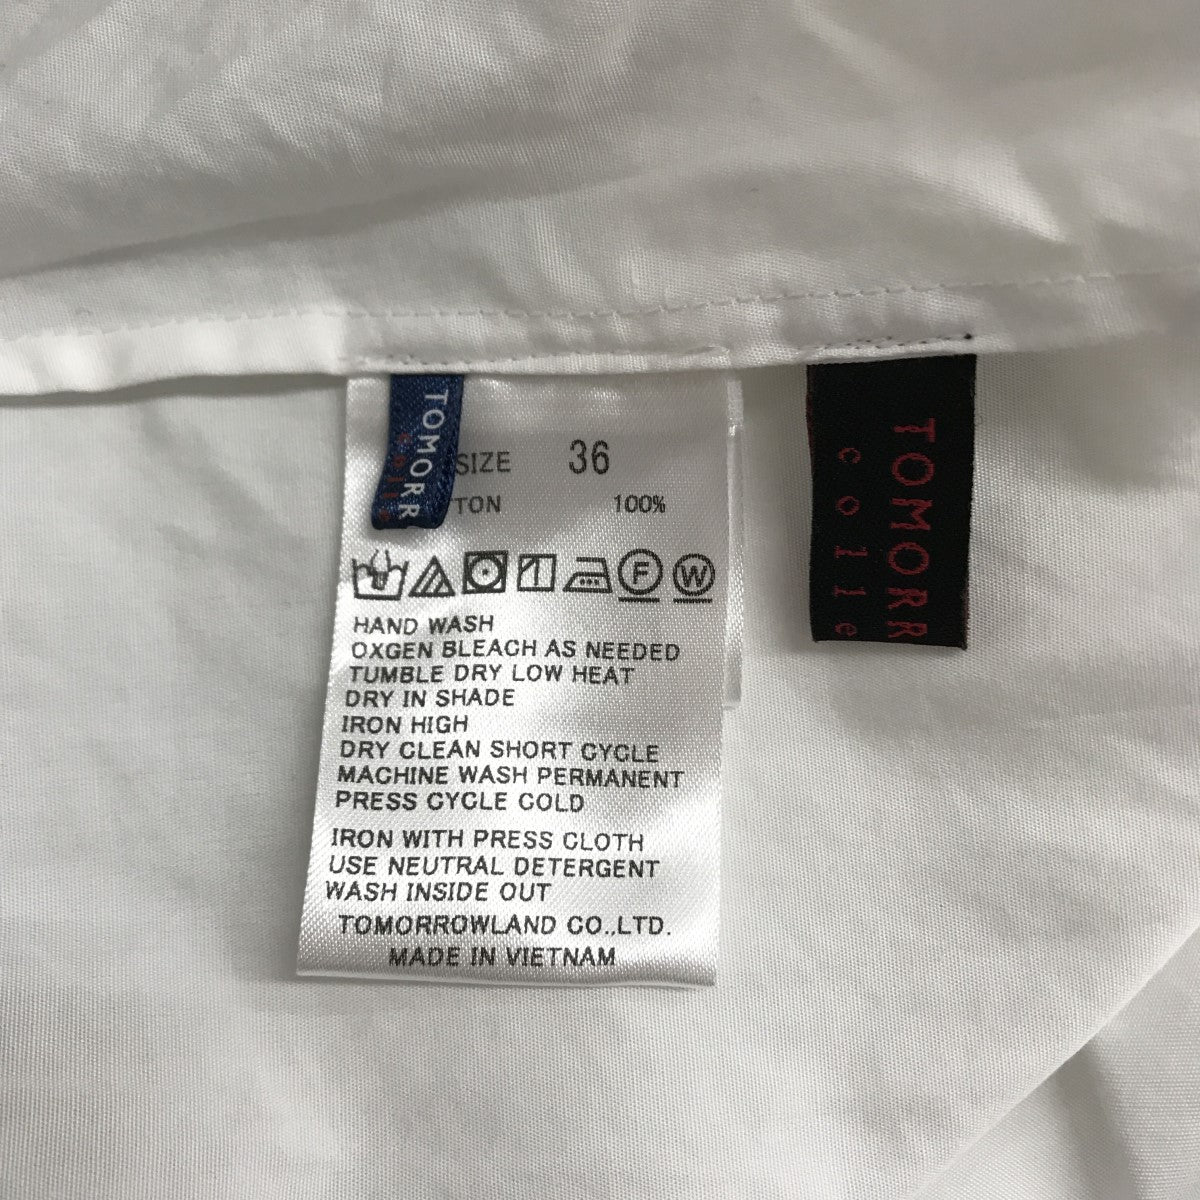 TOMORR
colle
SIZE 36
TON 100%
F W
HAND WASH
OXGEN BLEACH AS NEEDED
TUMBLE DRY LOW HEAT
DRY IN SHADE
IRON HIGH
DRY CLEAN SHORT CYCLE
MACHINE WASH PERMANENT
PRESS CYCLE COLD
IRON WITH PRESS CLOTH
USE NEUTRAL DETERGENT
WASH INSIDE OUT
TOMORROWLAND CO.,LTD.
MADE IN VIETNAM
TOMORR
colle